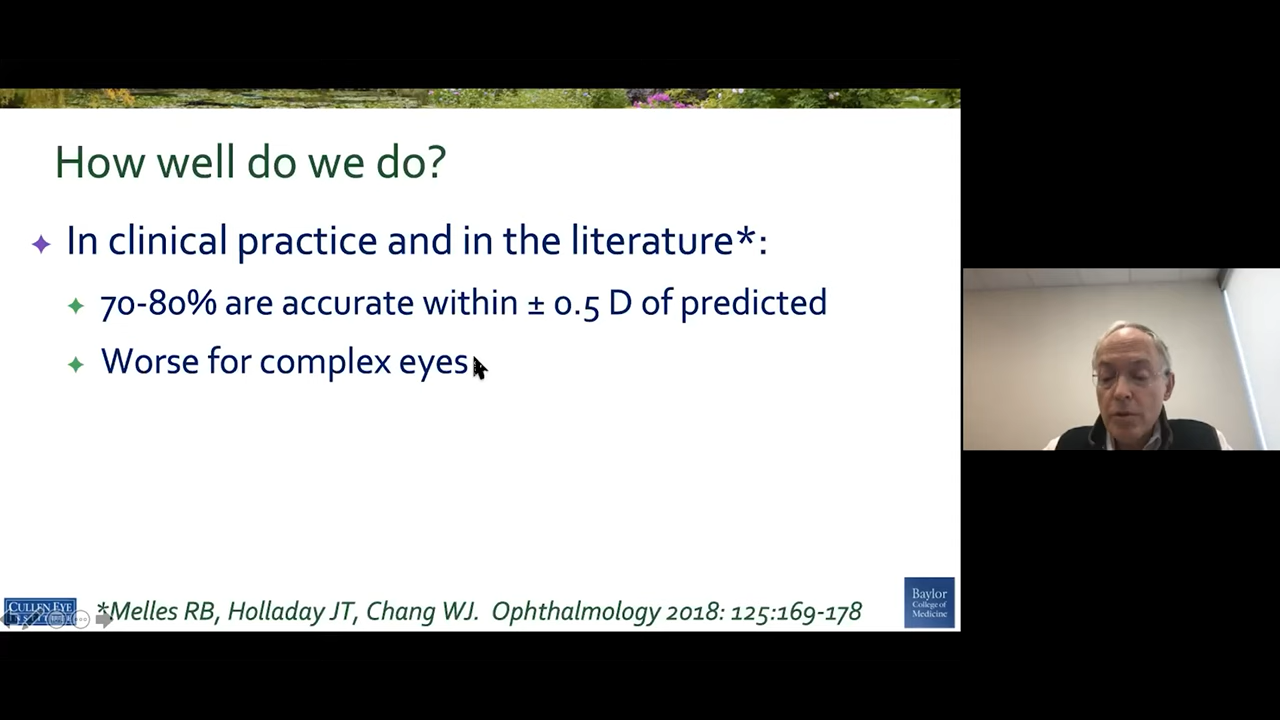 How well do we do?
✦ In clinical practice and in the literature*:
✦ 70-80% are accurate within ± 0.5 D of predicted
✦ Worse for complex eyes
CULLEN EYE
*Melles RB, Holladay JT, Chang WJ. Ophthalmology 2018: 125:169-178
Baylor
College of
Medicine